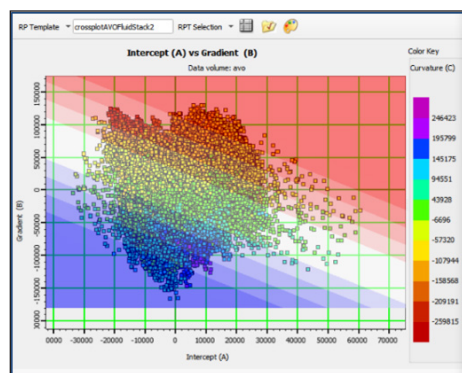 RP Template crossplotAVOFluidStack2 RPT Selection
Intercept (A) vs Gradient (B)
Data volume: avo
Color Key
Curvature (C)
246423
195799
145175
94551
43928
-6696
-57320
-107944
-158568
-209191
-259815
Gradient (B)
150000
100000
50000
0
-50000
-100000
-150000
00000
0000 -30000 -20000 -10000 0 10000 20000 30000 40000 50000 60000 70000
Intercept (A)